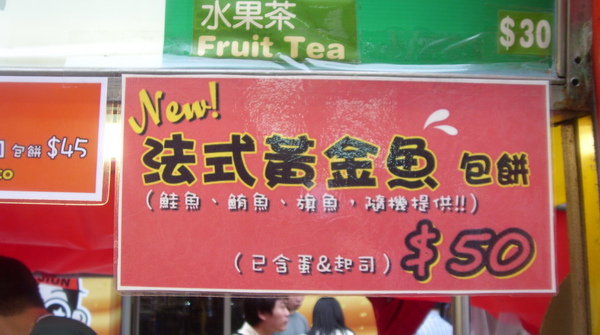 水果茶
Fruit Tea
$30
包餅 $45
New!
法式黃金魚 包餅
(鮭魚、鮪魚、旗魚,隨機提供!!)
(已含蛋&起司) $50